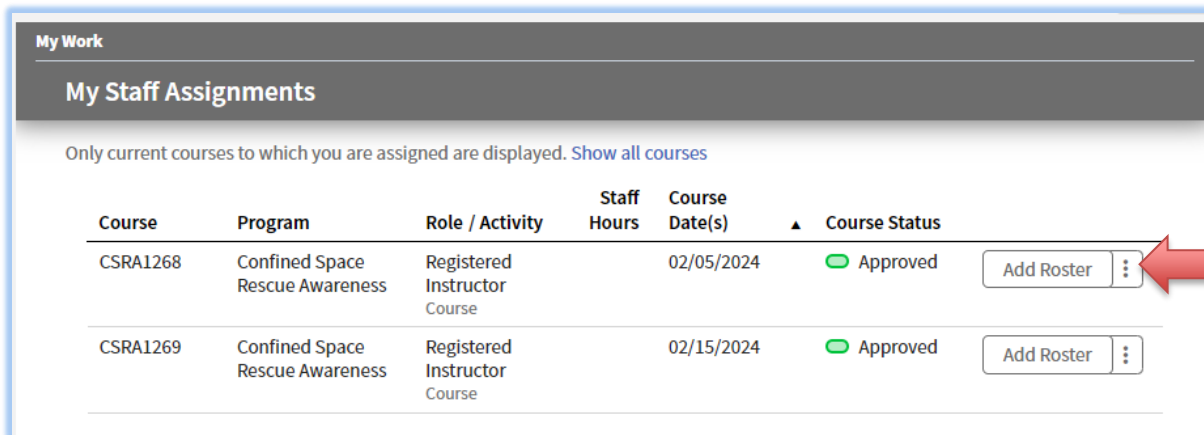 My Work
My Staff Assignments
Only current courses to which you are assigned are displayed. Show all courses
Staff Course
Course Program Role / Activity Hours Date(s) ▲ Course Status
CSRA1268 Confined Space Registered 02/05/2024 Approved Add Roster
Rescue Awareness Instructor
Course
CSRA1269 Confined Space Registered 02/15/2024 Approved Add Roster
Rescue Awareness Instructor
Course